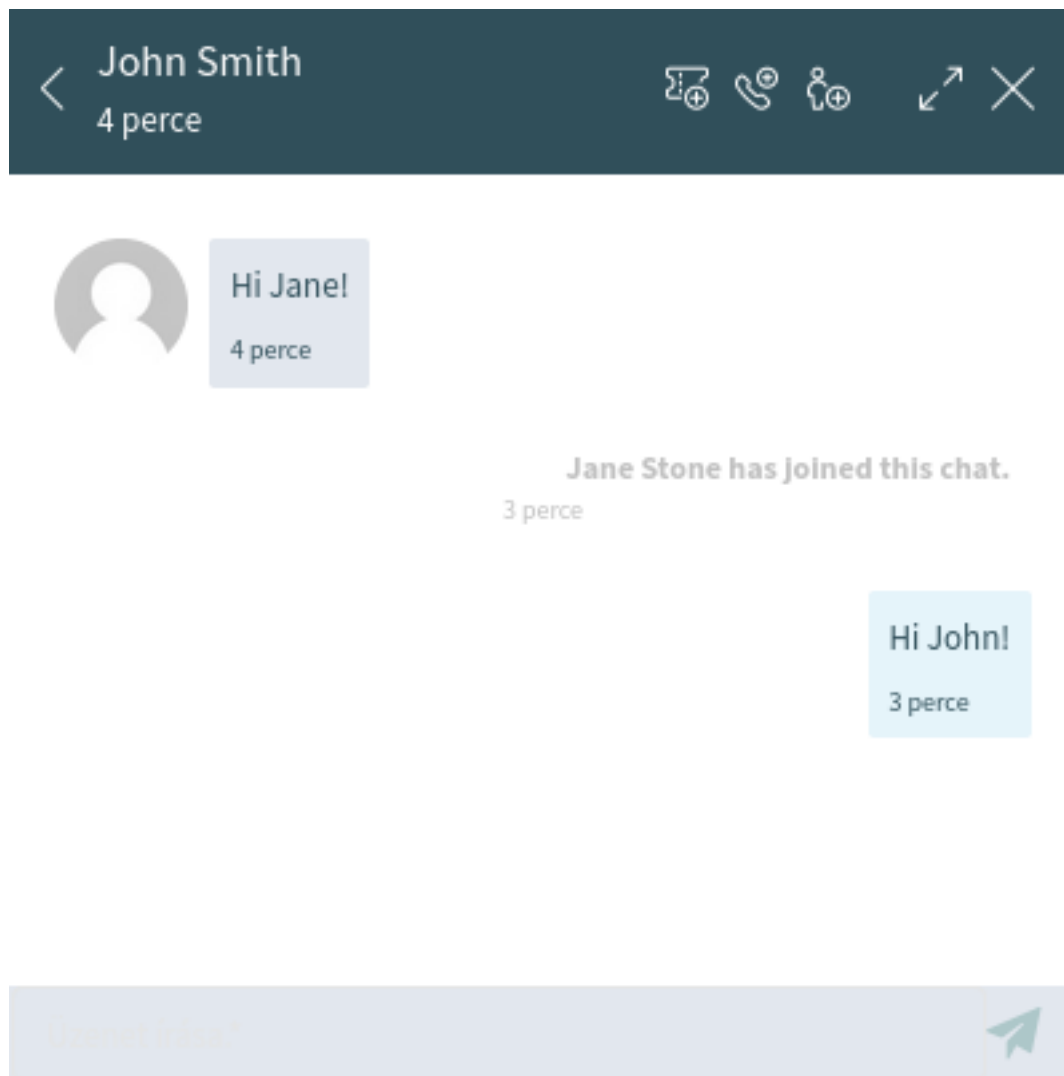 John Smith
4 perce
Hi Jane!
4 perce
Jane Stone has joined this chat.
3 perce
Hi John!
3 perce